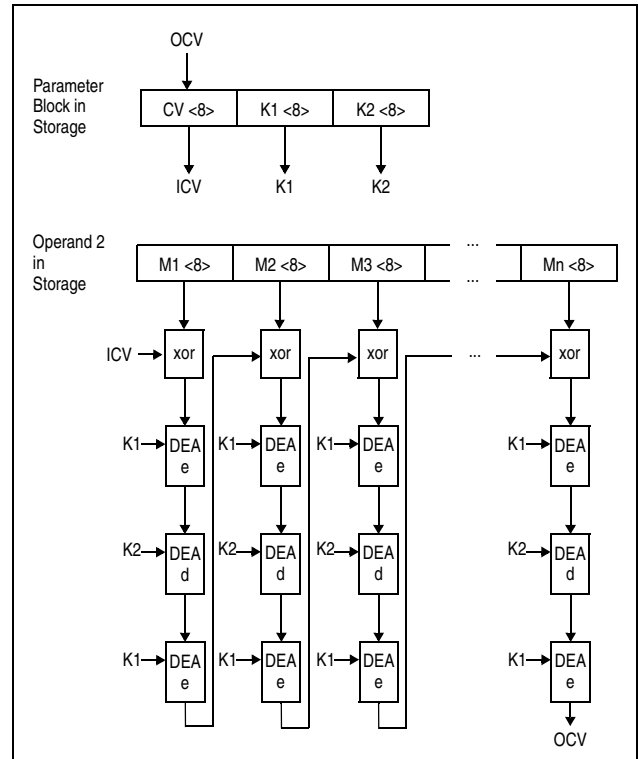 OCV
Parameter
Block in
Storage
CV <8> K1 <8> K2 <8>
ICV K1 K2
Operand 2
in
Storage
...
M1 <8> M2 <8> M3 <8> ... Mn <8>
ICV xor xor xor ... xor
K1 DEA K1 DEA K1 DEA K1 DEA
e e e e
K2 DEA K2 DEA K2 DEA K2 DEA
d d d d
K1 DEA K1 DEA K1 DEA K1 DEA
e e e e
OCV